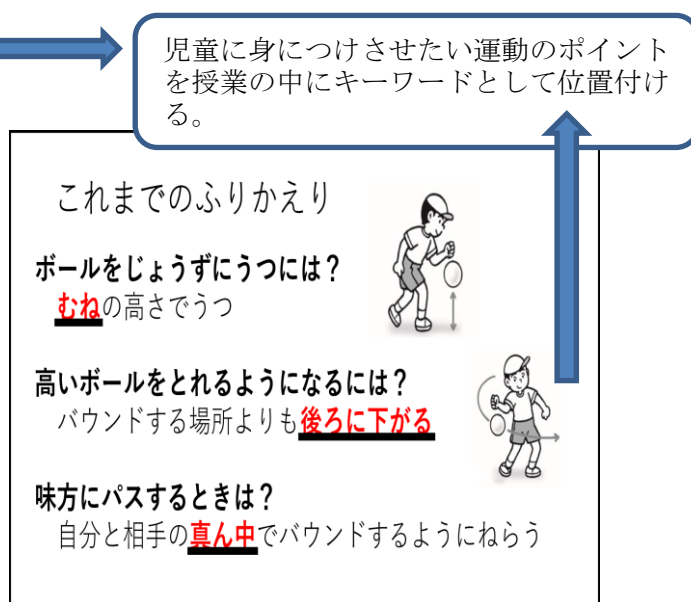 児童に身につけさせたい運動のポイント
を授業の中にキーワードとして位置付け
る。
これまでのふりかえり
ボールをじょうずにうつには？
むねの高さでうつ
高いボールをとれるようになるには？
バウンドする場所よりも後ろに下がる
味方にパスするときは？
自分と相手の真ん中でバウンドするようにねらう